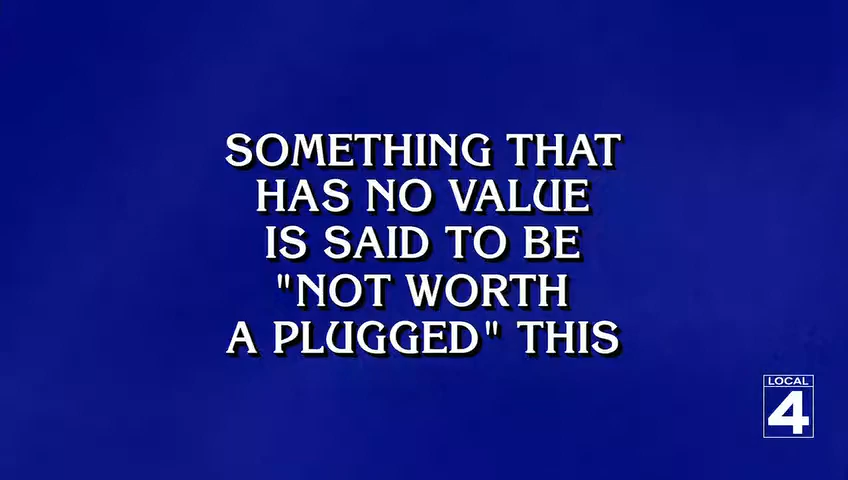 SOMETHING THAT
HAS NO VALUE
IS SAID TO BE
"NOT WORTH
A PLUGGED" THIS
LOCAL
4